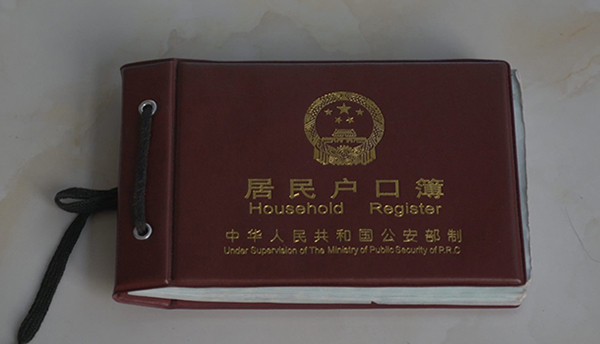 居民户口簿
Household Register
中华人民共和国公安部制
Under Supervision of The Ministry of Public Security of P.R.C